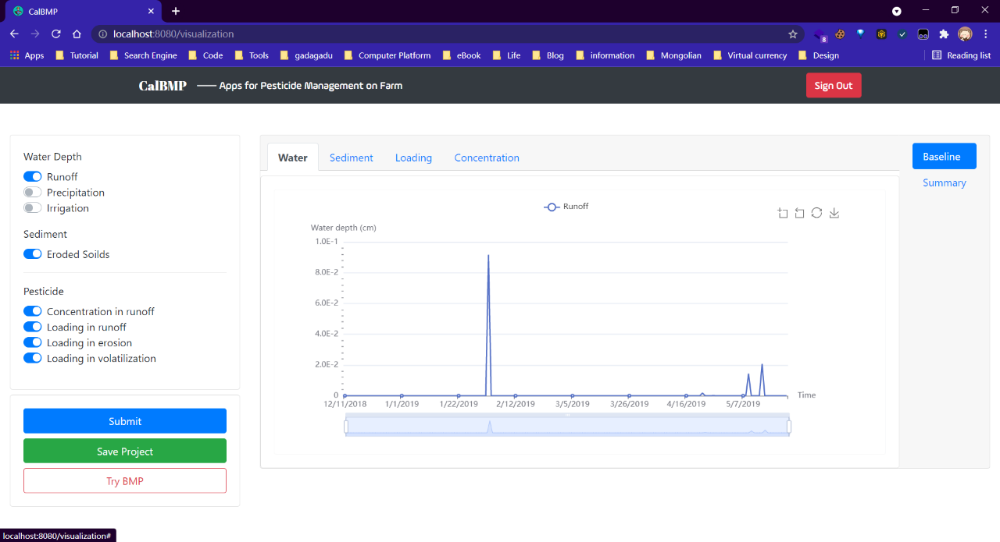 CalBMP
localhost:8080/visualization
8
Apps Tutorial Search Engine Code Tools gadagadu Computer Platform eBook Life Blog information Mongolian Virtual currency Design Reading list
CalBMP —— Apps for Pesticide Management on Farm Sign Out
Water Depth
Runoff
Precipitation
Irrigation
Sediment
Eroded Soilds
Pesticide
Concentration in runoff
Loading in runoff
Loading in erosion
Loading in volatilization
Submit
Save Project
Try BMP
Water Sediment Loading Concentration
Baseline
Summary
Runoff
Water depth (cm)
1.0E-1
8.0E-2
6.0E-2
4.0E-2
2.0E-2
0
Time
12/11/2018 1/1/2019 1/22/2019 2/12/2019 3/5/2019 3/26/2019 4/16/2019 5/7/2019
localhost:8080/visualization#